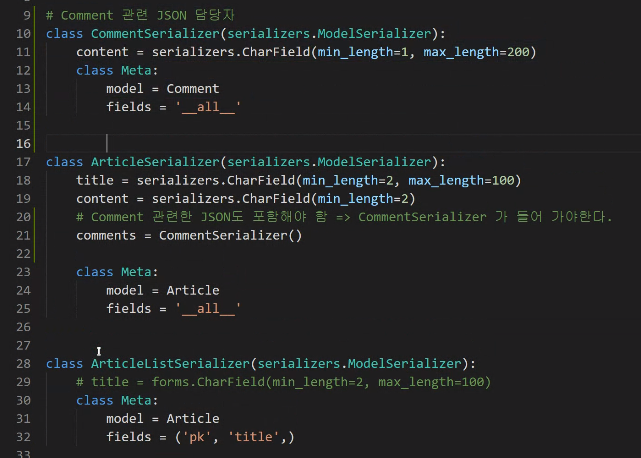 9 # Comment 관련 JSON 담당자
10 class CommentSerializer(serializers.ModelSerializer):
11     content = serializers.CharField(min_length=1, max_length=200)
12     class Meta:
13         model = Comment
14         fields = '__all__'
15
16
17 class ArticleSerializer(serializers.ModelSerializer):
18     title = serializers.CharField(min_length=2, max_length=100)
19     content = serializers.CharField(min_length=2)
20     # Comment 관련한 JSON도 포함해야 함 => CommentSerializer 가 들어 가야한다.
21     comments = CommentSerializer()
22
23     class Meta:
24         model = Article
25         fields = '__all__'
26
27
28 class ArticleListSerializer(serializers.ModelSerializer):
29     # title = forms.CharField(min_length=2, max_length=100)
30     class Meta:
31         model = Article
32         fields = ('pk', 'title',)
33